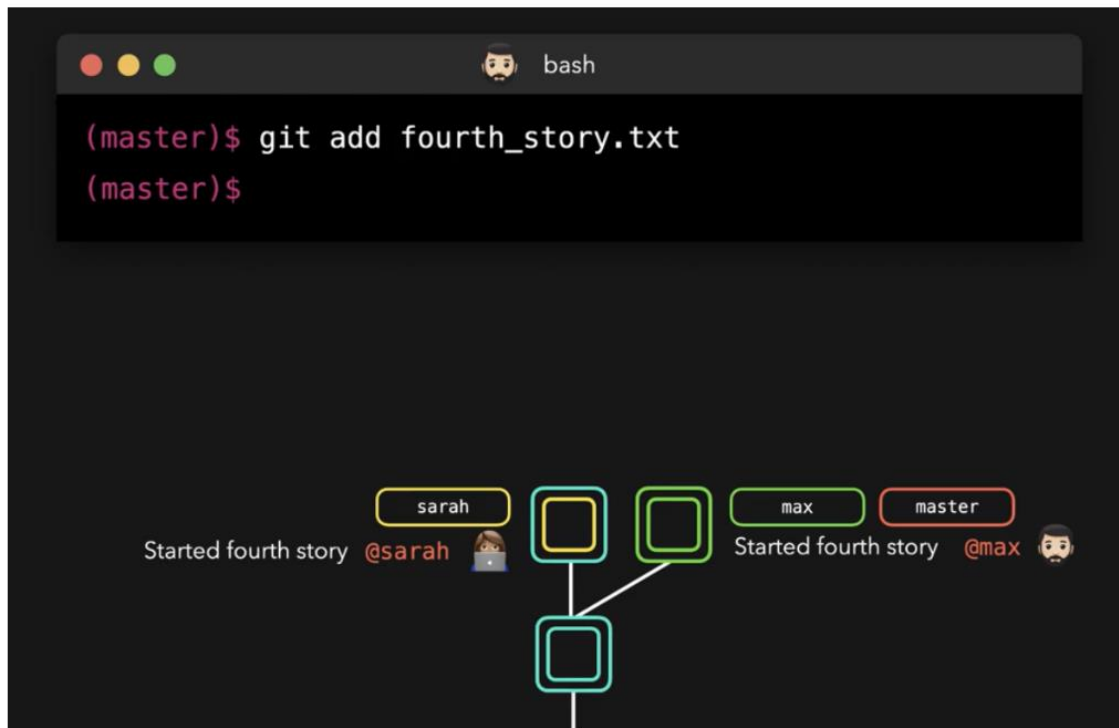 bash
(master)$ git add fourth_story.txt
(master)$
sarah
max
master
Started fourth story @sarah
Started fourth story @max